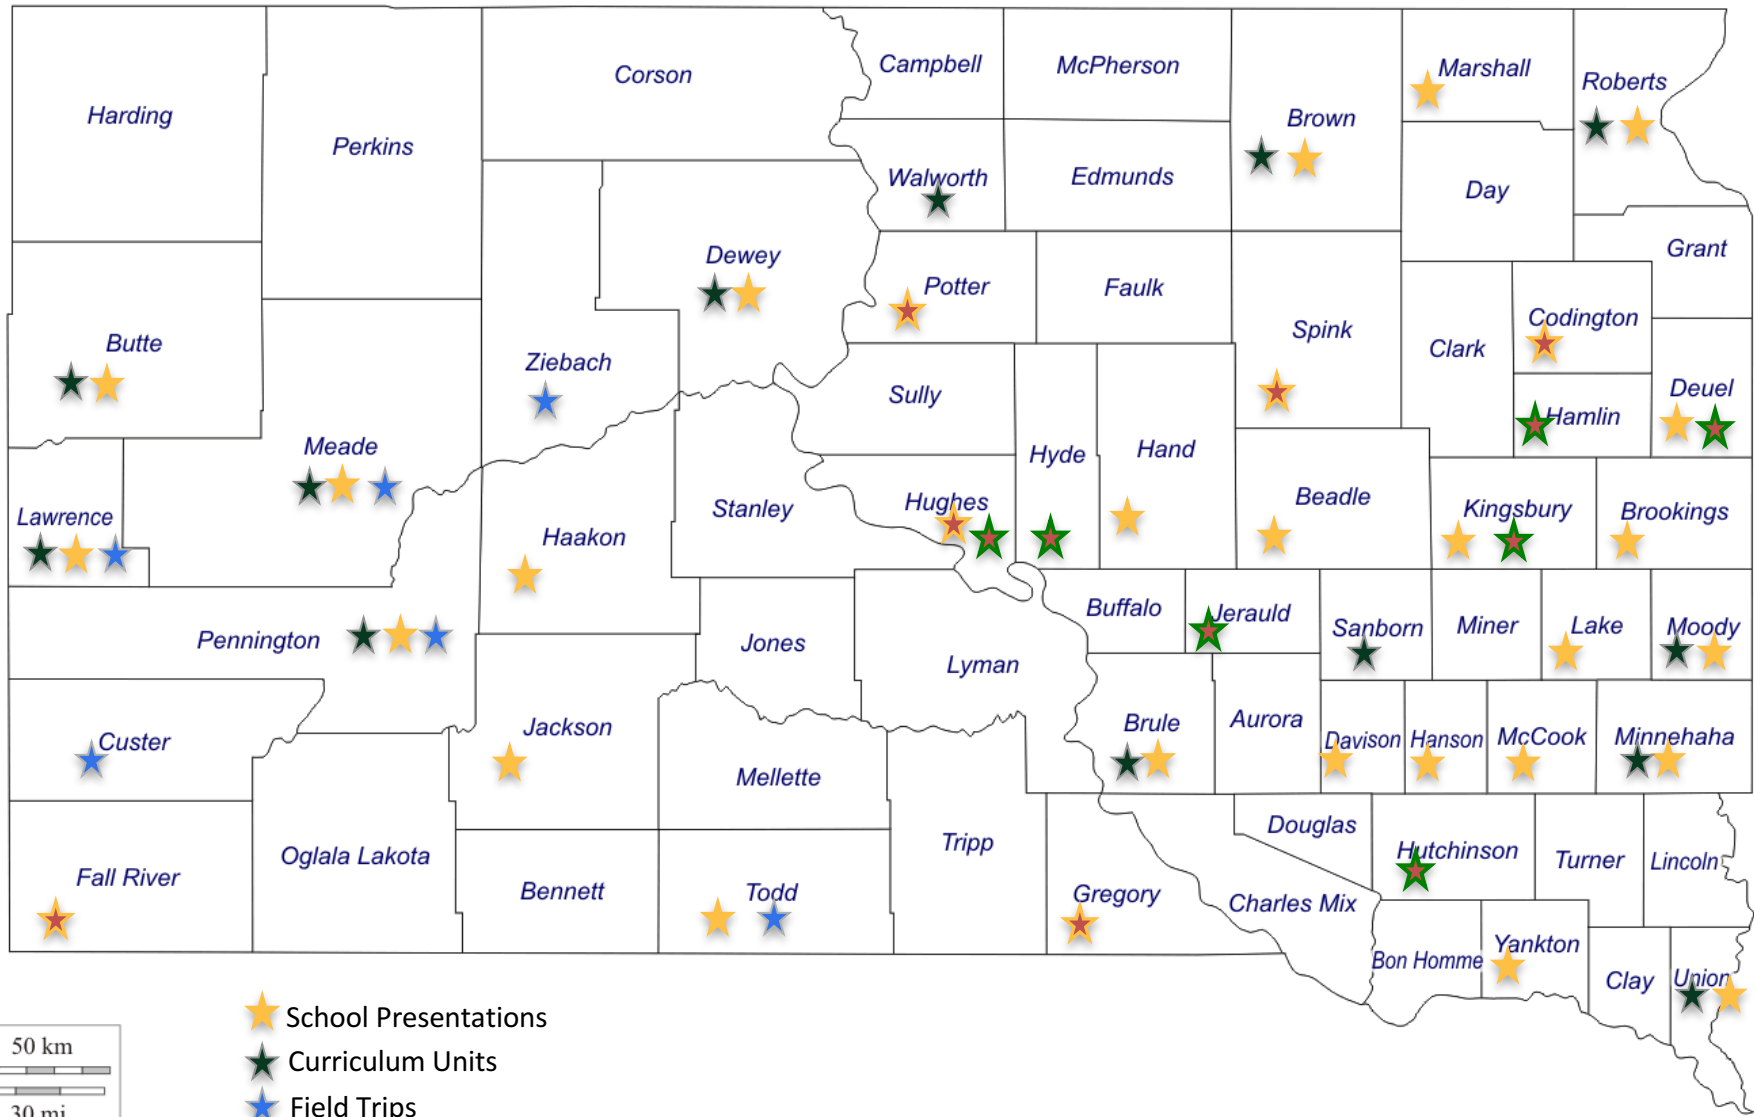 Harding
Perkins
Corson
Campbell
McPherson
Brown
Marshall
Roberts
Walworth
Edmunds
Day
Dewey
Potter
Faulk
Grant
Butte
Ziebach
Spink
Clark
Codington
Sully
Hamlin
Deuel
Meade
Hyde
Hand
Lawrence
Stanley
Hughes
Beadle
Kingsbury
Brookings
Haakon
Pennington
Jones
Lyman
Buffalo
Jerauld
Sanborn
Miner
Lake
Moody
Custer
Jackson
Mellette
Brule
Aurora
Davison
Hanson
McCook
Minnehaha
Fall River
Oglala Lakota
Bennett
Todd
Tripp
Gregory
Douglas
Charles Mix
Hutchinson
Turner
Lincoln
Bon Homme
Yankton
Clay
Union
School Presentations
Curriculum Units
Field Trips
50 km
30 mi